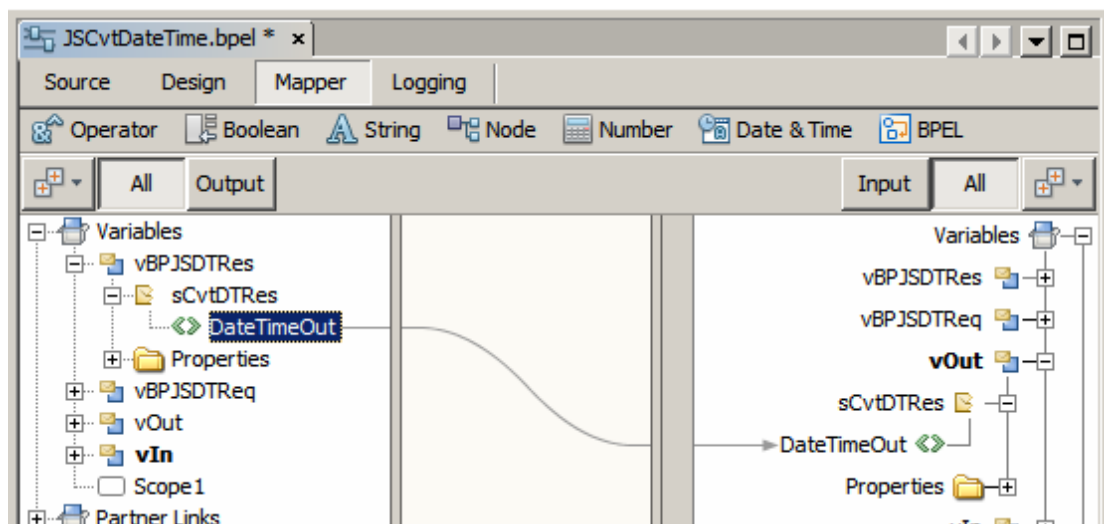 JSCvtDateTime.bpel * x
Source Design Mapper Logging
Operator Boolean String Node Number Date & Time BPEL
All Output Input All
Variables
vBPJSDTRes
sCvtDTRes
DateTimeOut
Properties
vBPJSDTReq
vOut
vIn
Scope1
Partner Links
Variables
vBPJSDTRes
vBPJSDTReq
vOut
sCvtDTRes
DateTimeOut
Properties
vIn